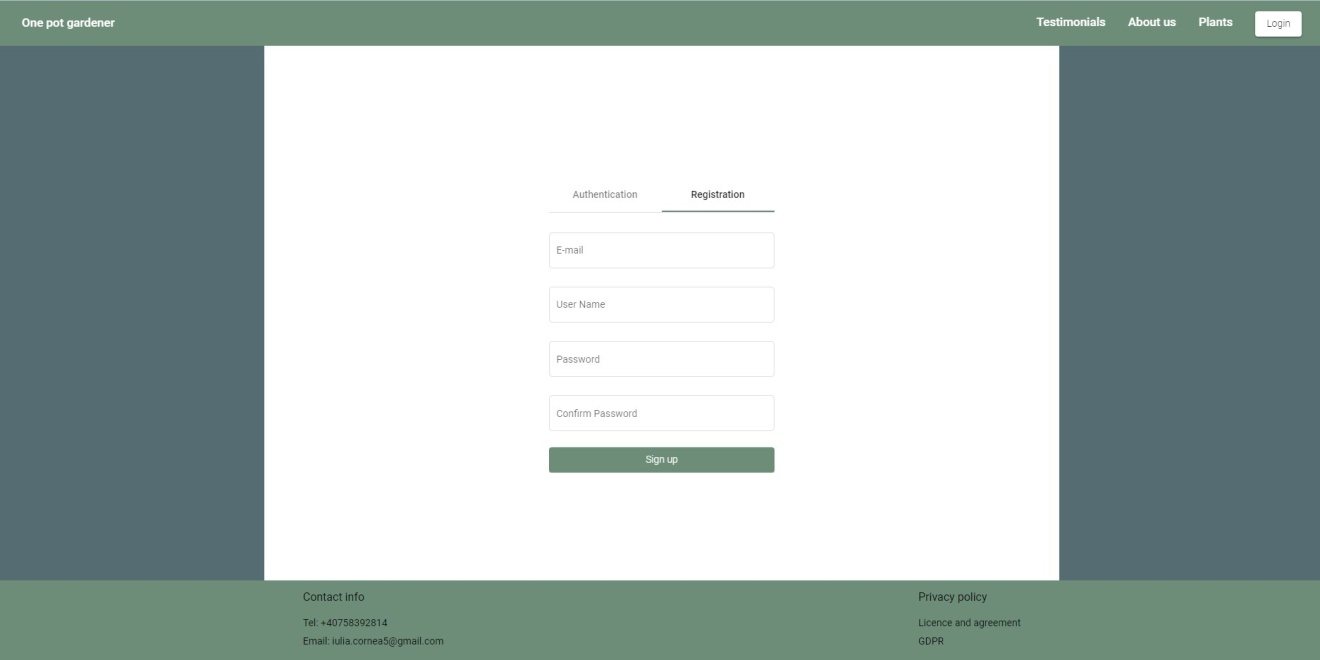 One pot gardener
Testimonials About us Plants Login
Authentication Registration
E-mail
User Name
Password
Confirm Password
Sign up
Contact info
Tel: +40758392814
Email: iulia.cornea5@gmail.com
Privacy policy
Licence and agreement
GDPR